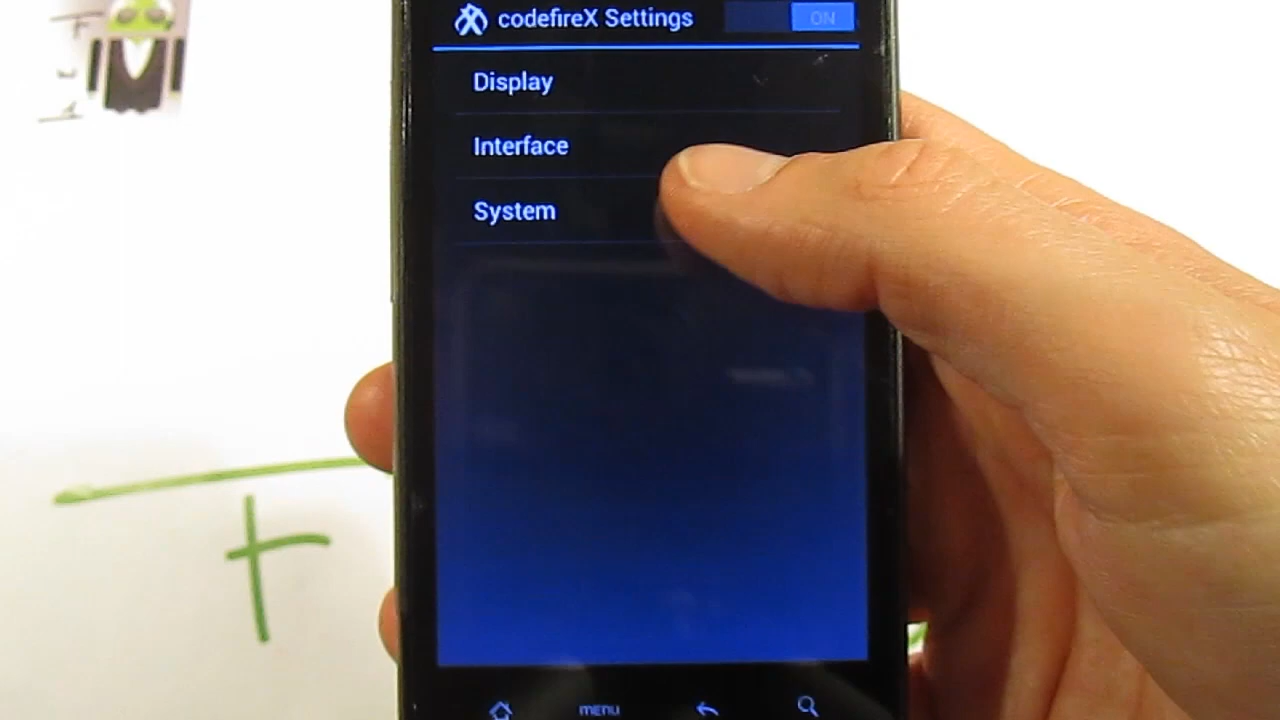 codefireX Settings
ON
Display
Interface
System
menu